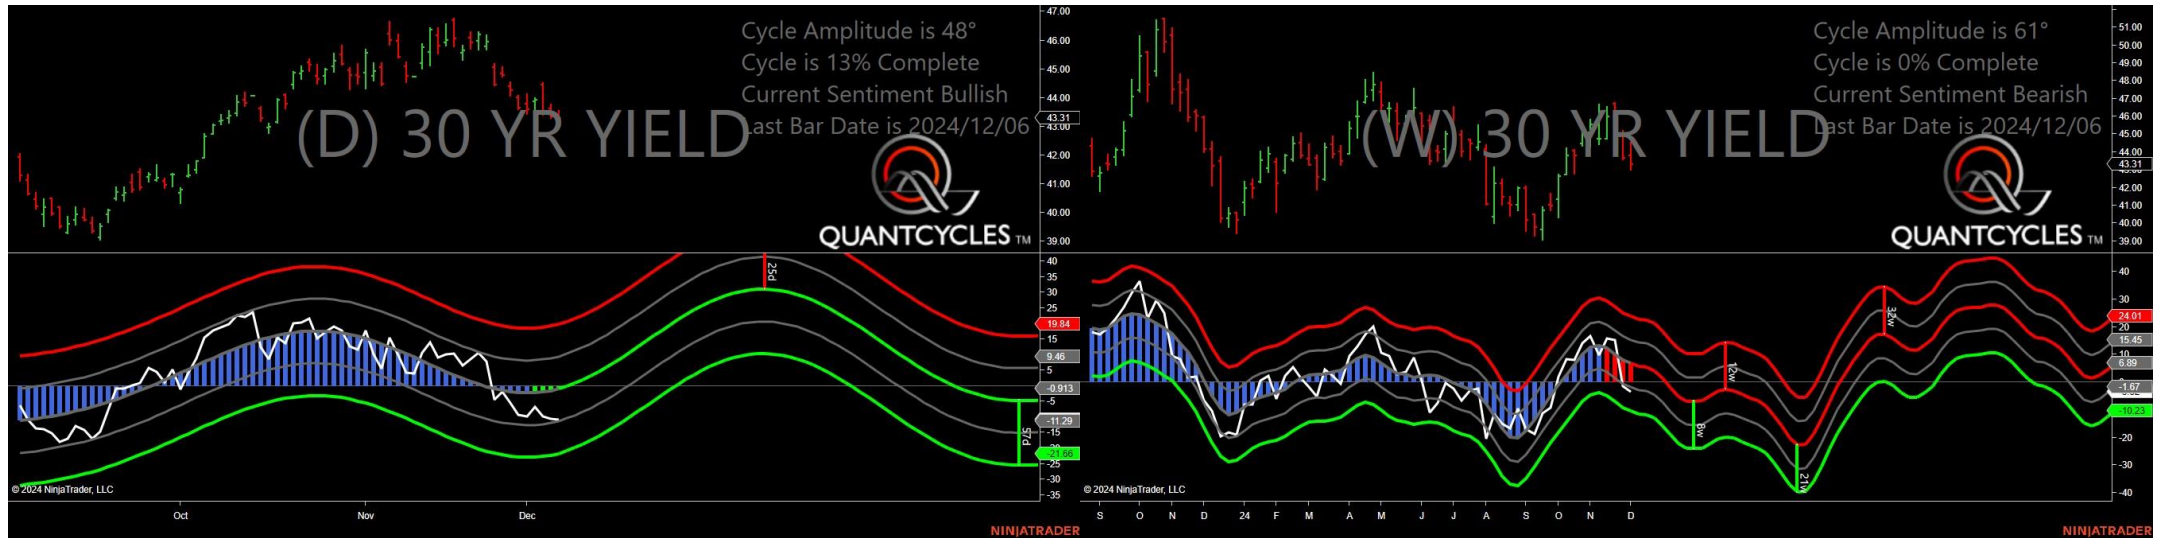 Cycle Amplitude is 48°
Cycle is 13% Complete
Current Sentiment Bullish
Last Bar Date is 2024/12/06
(D) 30 YR YIELD
QUANTCYCLES TM
47.00
46.00
45.00
44.00
43.31
43.00
42.00
41.00
40.00
39.00
25d
57d
40
35
30
25
19.84
15
9.46
5
-0.913
-5
-11.29
-15
-20
-21.66
-25
-30
-35
© 2024 NinjaTrader, LLC
Oct Nov Dec
NINJATRADER
Cycle Amplitude is 61°
Cycle is 0% Complete
Current Sentiment Bearish
Last Bar Date is 2024/12/06
(W) 30 YR YIELD
QUANTCYCLES TM
51.00
50.00
49.00
48.00
47.00
46.00
45.00
44.00
43.31
42.00
41.00
40.00
39.00
8w
12w
21w
32w
40
30
24.01
20
15.45
10
6.89
-1.67
-10.23
-20
-30
-40
© 2024 NinjaTrader, LLC
S O N D 24 F M A M J J A S O N D
NINJATRADER